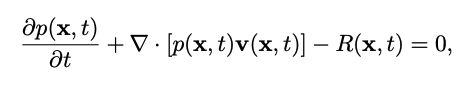 ∂p(x, t)/∂t + ∇ · [p(x, t)v(x, t)] − R(x, t) = 0,